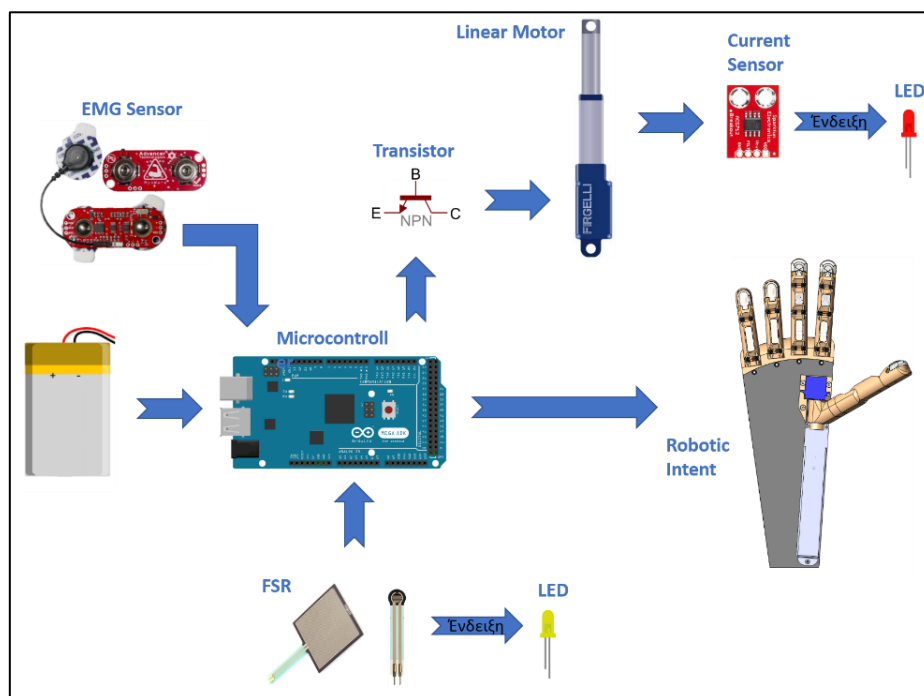 Linear Motor
Current
Sensor
LED
EMG Sensor
Ένδειξη
Transistor
B
E
C
NPN
FIRGELLI
Microcontroll
+ -
Robotic
Intent
FSR
LED
Ένδειξη